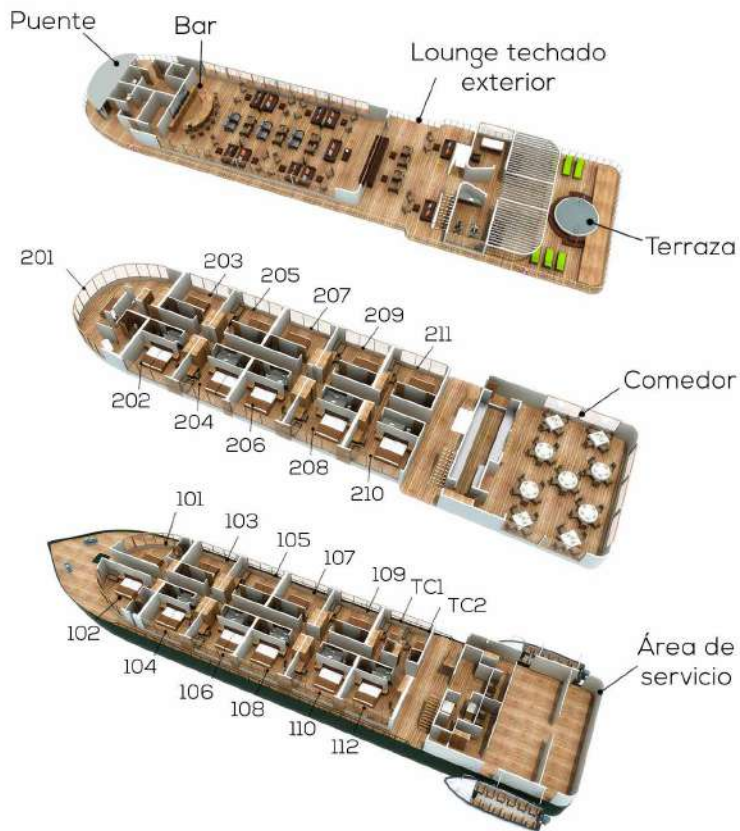 Puente
Bar
Lounge techado
exterior
Terraza
201
203
205
207
209
211
Comedor
202
204
206
208
210
101
103
105
107
109
TC1
TC2
Área de
servicio
102
104
106
108
110
112